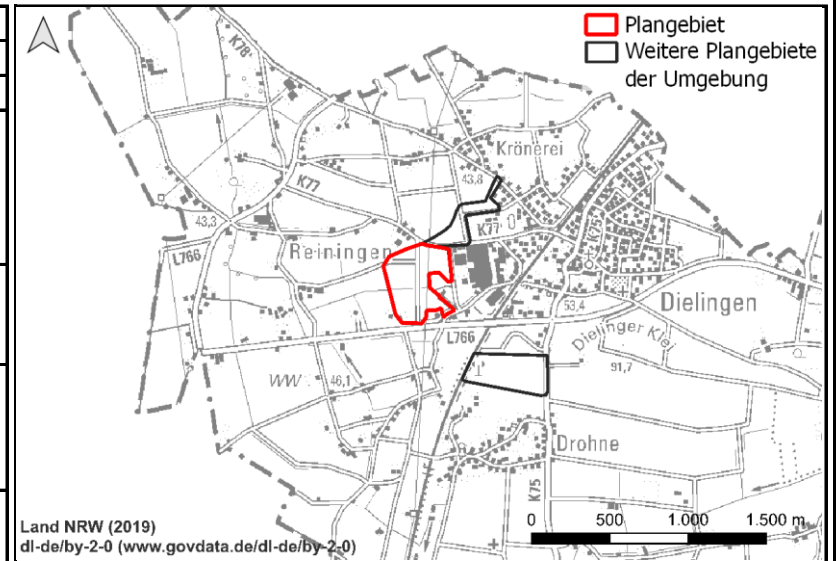 Plangebiet
Weitere Plangebiete
der Umgebung
K78
Krönerei
43,8
K77
43,3
K77
K75
Reiningen
L766
Dielingen
53,4
L766
Dielinger Klei
WW
46,1
91,7
Drohne
K75
Land NRW (2019)
dl-de/by-2-0 (www.govdata.de/dl-de/by-2-0)
0 500 1.000 1.500 m